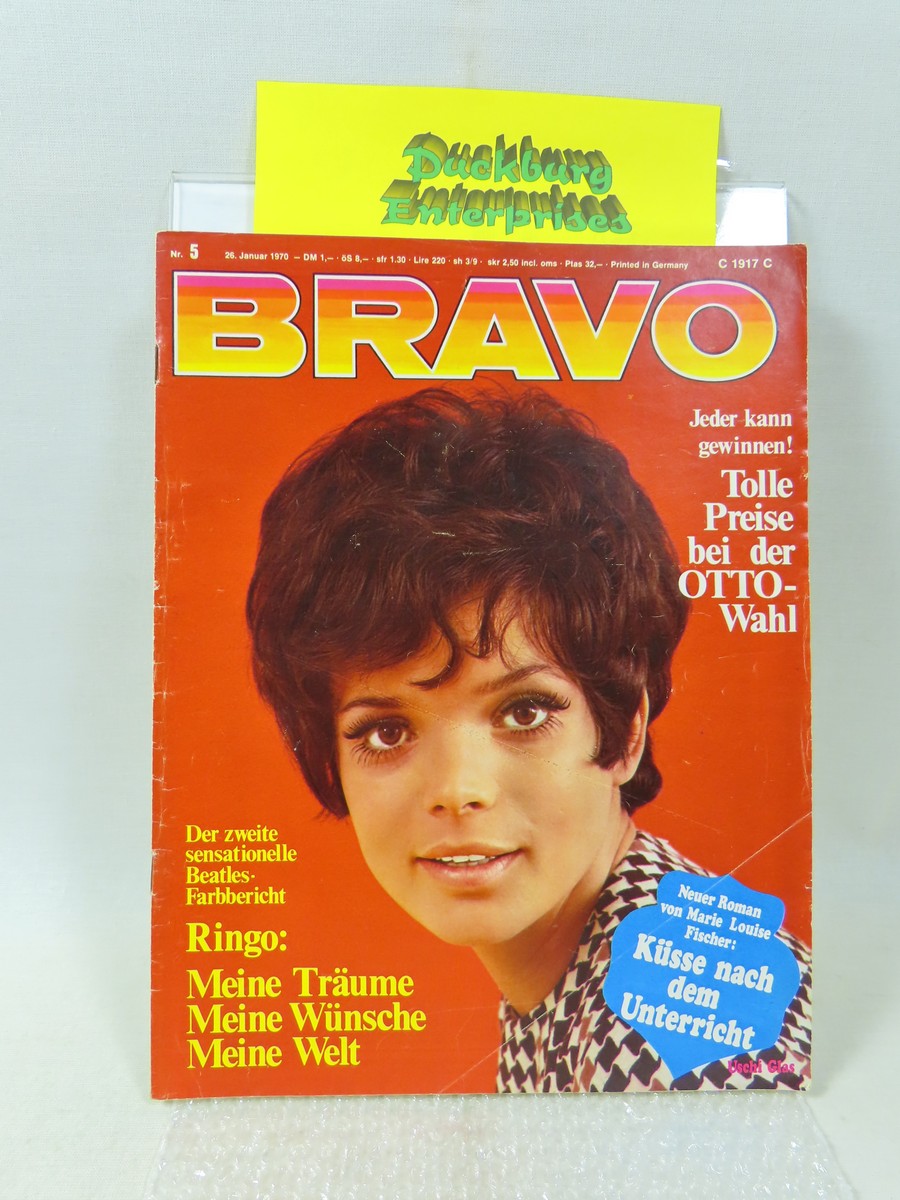 Duckburg
Enterprises
Nr. 5 26. Januar 1970 – DM 1,– · öS 8,– · sfr 1.30 · Lire 220 · sh 3/9 · skr 2,50 incl. oms · Ptas 32,– · Printed in Germany C 1917 C
BRAVO
Jeder kann
gewinnen!
Tolle
Preise
bei der
OTTO-
Wahl
Der zweite
sensationelle
Beatles-
Farbbericht
Ringo:
Meine Träume
Meine Wünsche
Meine Welt
Neuer Roman
von Marie Louise
Fischer:
Küsse nach
dem
Unterricht
Uschi Glas